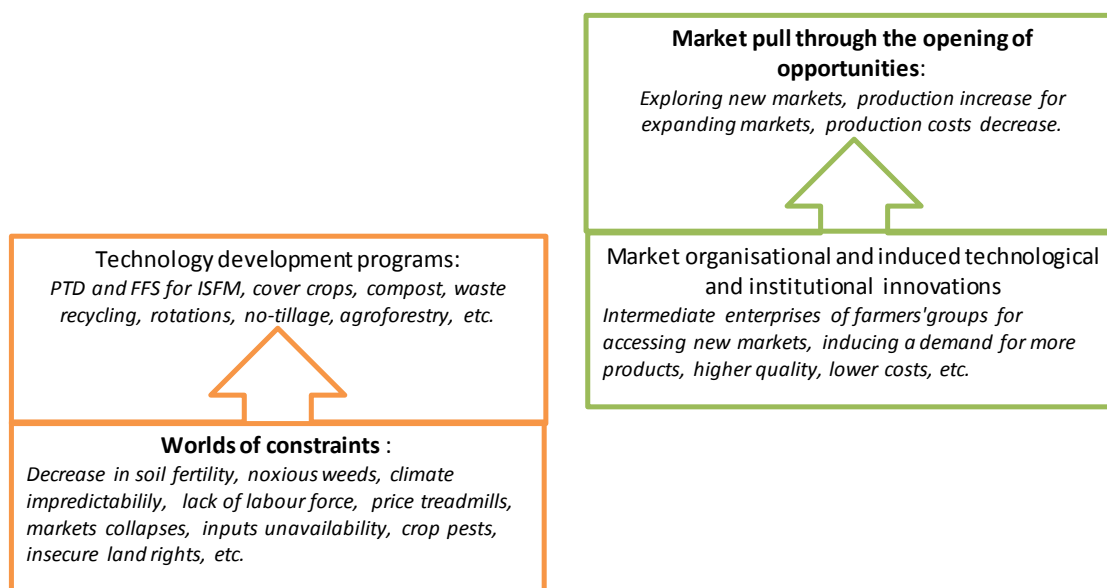 Market pull through the opening of
opportunities:
Exploring new markets, production increase for
expanding markets, production costs decrease.
Market organisational and induced technological
and institutional innovations
Intermediate enterprises of farmers'groups for
accessing new markets, inducing a demand for more
products, higher quality, lower costs, etc.
Technology development programs:
PTD and FFS for ISFM, cover crops, compost, waste
recycling, rotations, no-tillage, agroforestry, etc.
Worlds of constraints :
Decrease in soil fertility, noxious weeds, climate
impredictabilily, lack of labour force, price treadmills,
markets collapses, inputs unavailability, crop pests,
insecure land rights, etc.